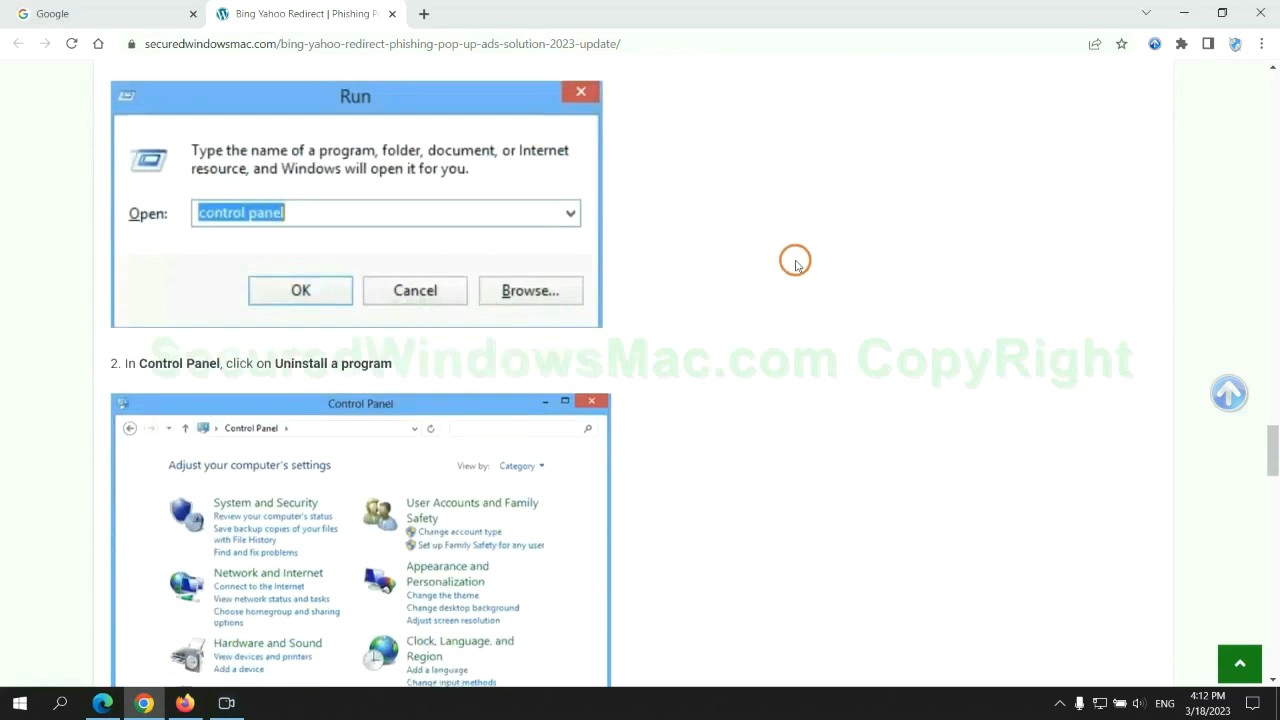 Google
Bing Yahoo Redirect | Phishing P
securedwindowsmac.com/bing-yahoo-redirect-phishing-pop-up-ads-solution-2023-update/
Run
Type the name of a program, folder, document, or Internet
resource, and Windows will open it for you.
Open:
control panel
OK
Cancel
Browse...
SecuredWindowsMac.com CopyRight
2. In Control Panel, click on Uninstall a program
Control Panel
Control Panel
Adjust your computer's settings
View by: Category
System and Security
Review your computer's status
Save backup copies of your files
with File History
Find and fix problems
Network and Internet
Connect to the Internet
View network status and tasks
Choose homegroup and sharing
options
Hardware and Sound
View devices and printers
Add a device
User Accounts and Family
Safety
Change account type
Set up Family Safety for any user
Appearance and
Personalization
Change the theme
Change desktop background
Adjust screen resolution
Clock, Language, and
Region
Add a language
Change input methods
ENG
4:12 PM
3/18/2023